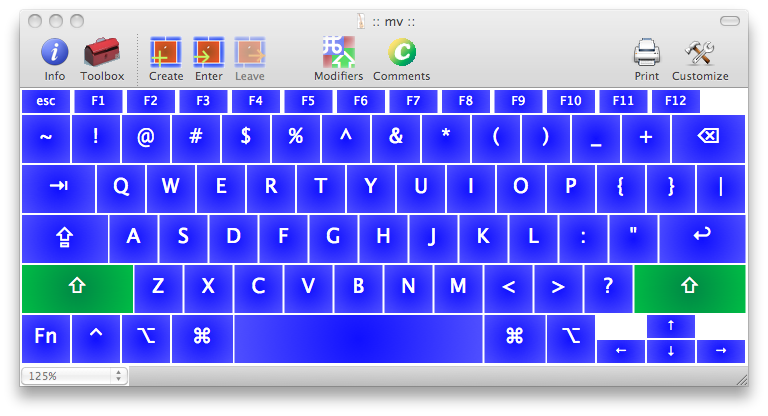 :: mv ::
Info Toolbox Create Enter Leave Modifiers Comments Print Customize
esc F1 F2 F3 F4 F5 F6 F7 F8 F9 F10 F11 F12
~ ! @ # $ % ^ & * ( ) _ + ⌫
⇥ Q W E R T Y U I O P { } |
⇪ A S D F G H J K L : " ↩
⇧ Z X C V B N M < > ? ⇧
Fn ^ ⌥ ⌘ ⌘ ⌥ ← ↑ ↓ →
125%